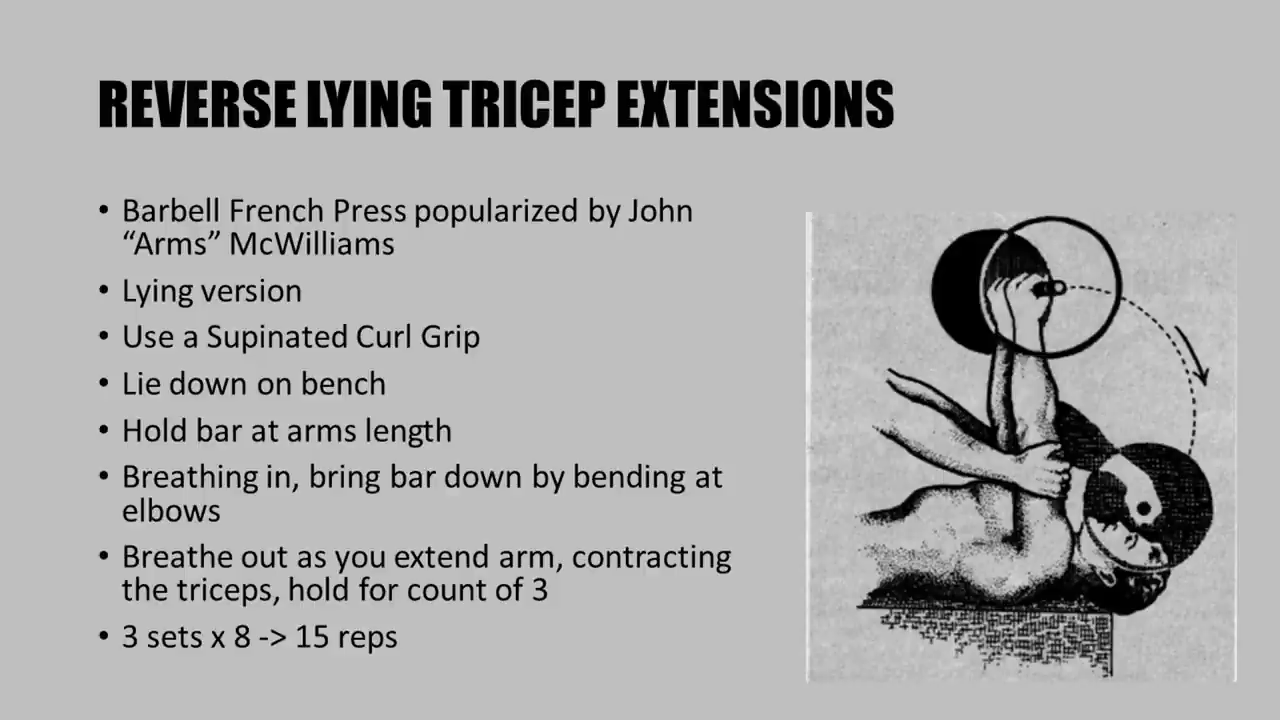 REVERSE LYING TRICEP EXTENSIONS
• Barbell French Press popularized by John
“Arms” McWilliams
• Lying version
• Use a Supinated Curl Grip
• Lie down on bench
• Hold bar at arms length
• Breathing in, bring bar down by bending at
elbows
• Breathe out as you extend arm, contracting
the triceps, hold for count of 3
• 3 sets x 8 -> 15 reps